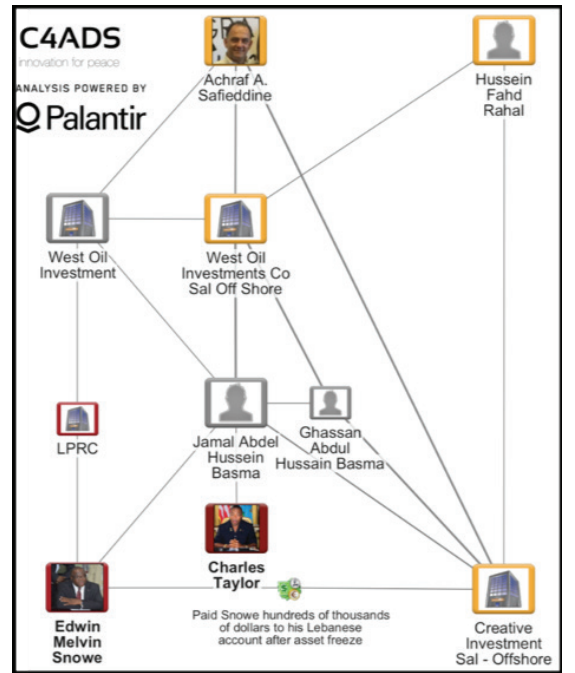 C4ADS
innovation for peace
ANALYSIS POWERED BY
Palantir
Achraf A.
Safieddine
Hussein
Fahd
Rahal
West Oil
Investment
West Oil
Investments Co
Sal Off Shore
LPRC
Jamal Abdel
Hussein
Basma
Ghassan
Abdul
Hussain Basma
Charles
Taylor
Edwin
Melvin
Snowe
Paid Snowe hundreds of thousands
of dollars to his Lebanese
account after asset freeze
Creative
Investment
Sal - Offshore